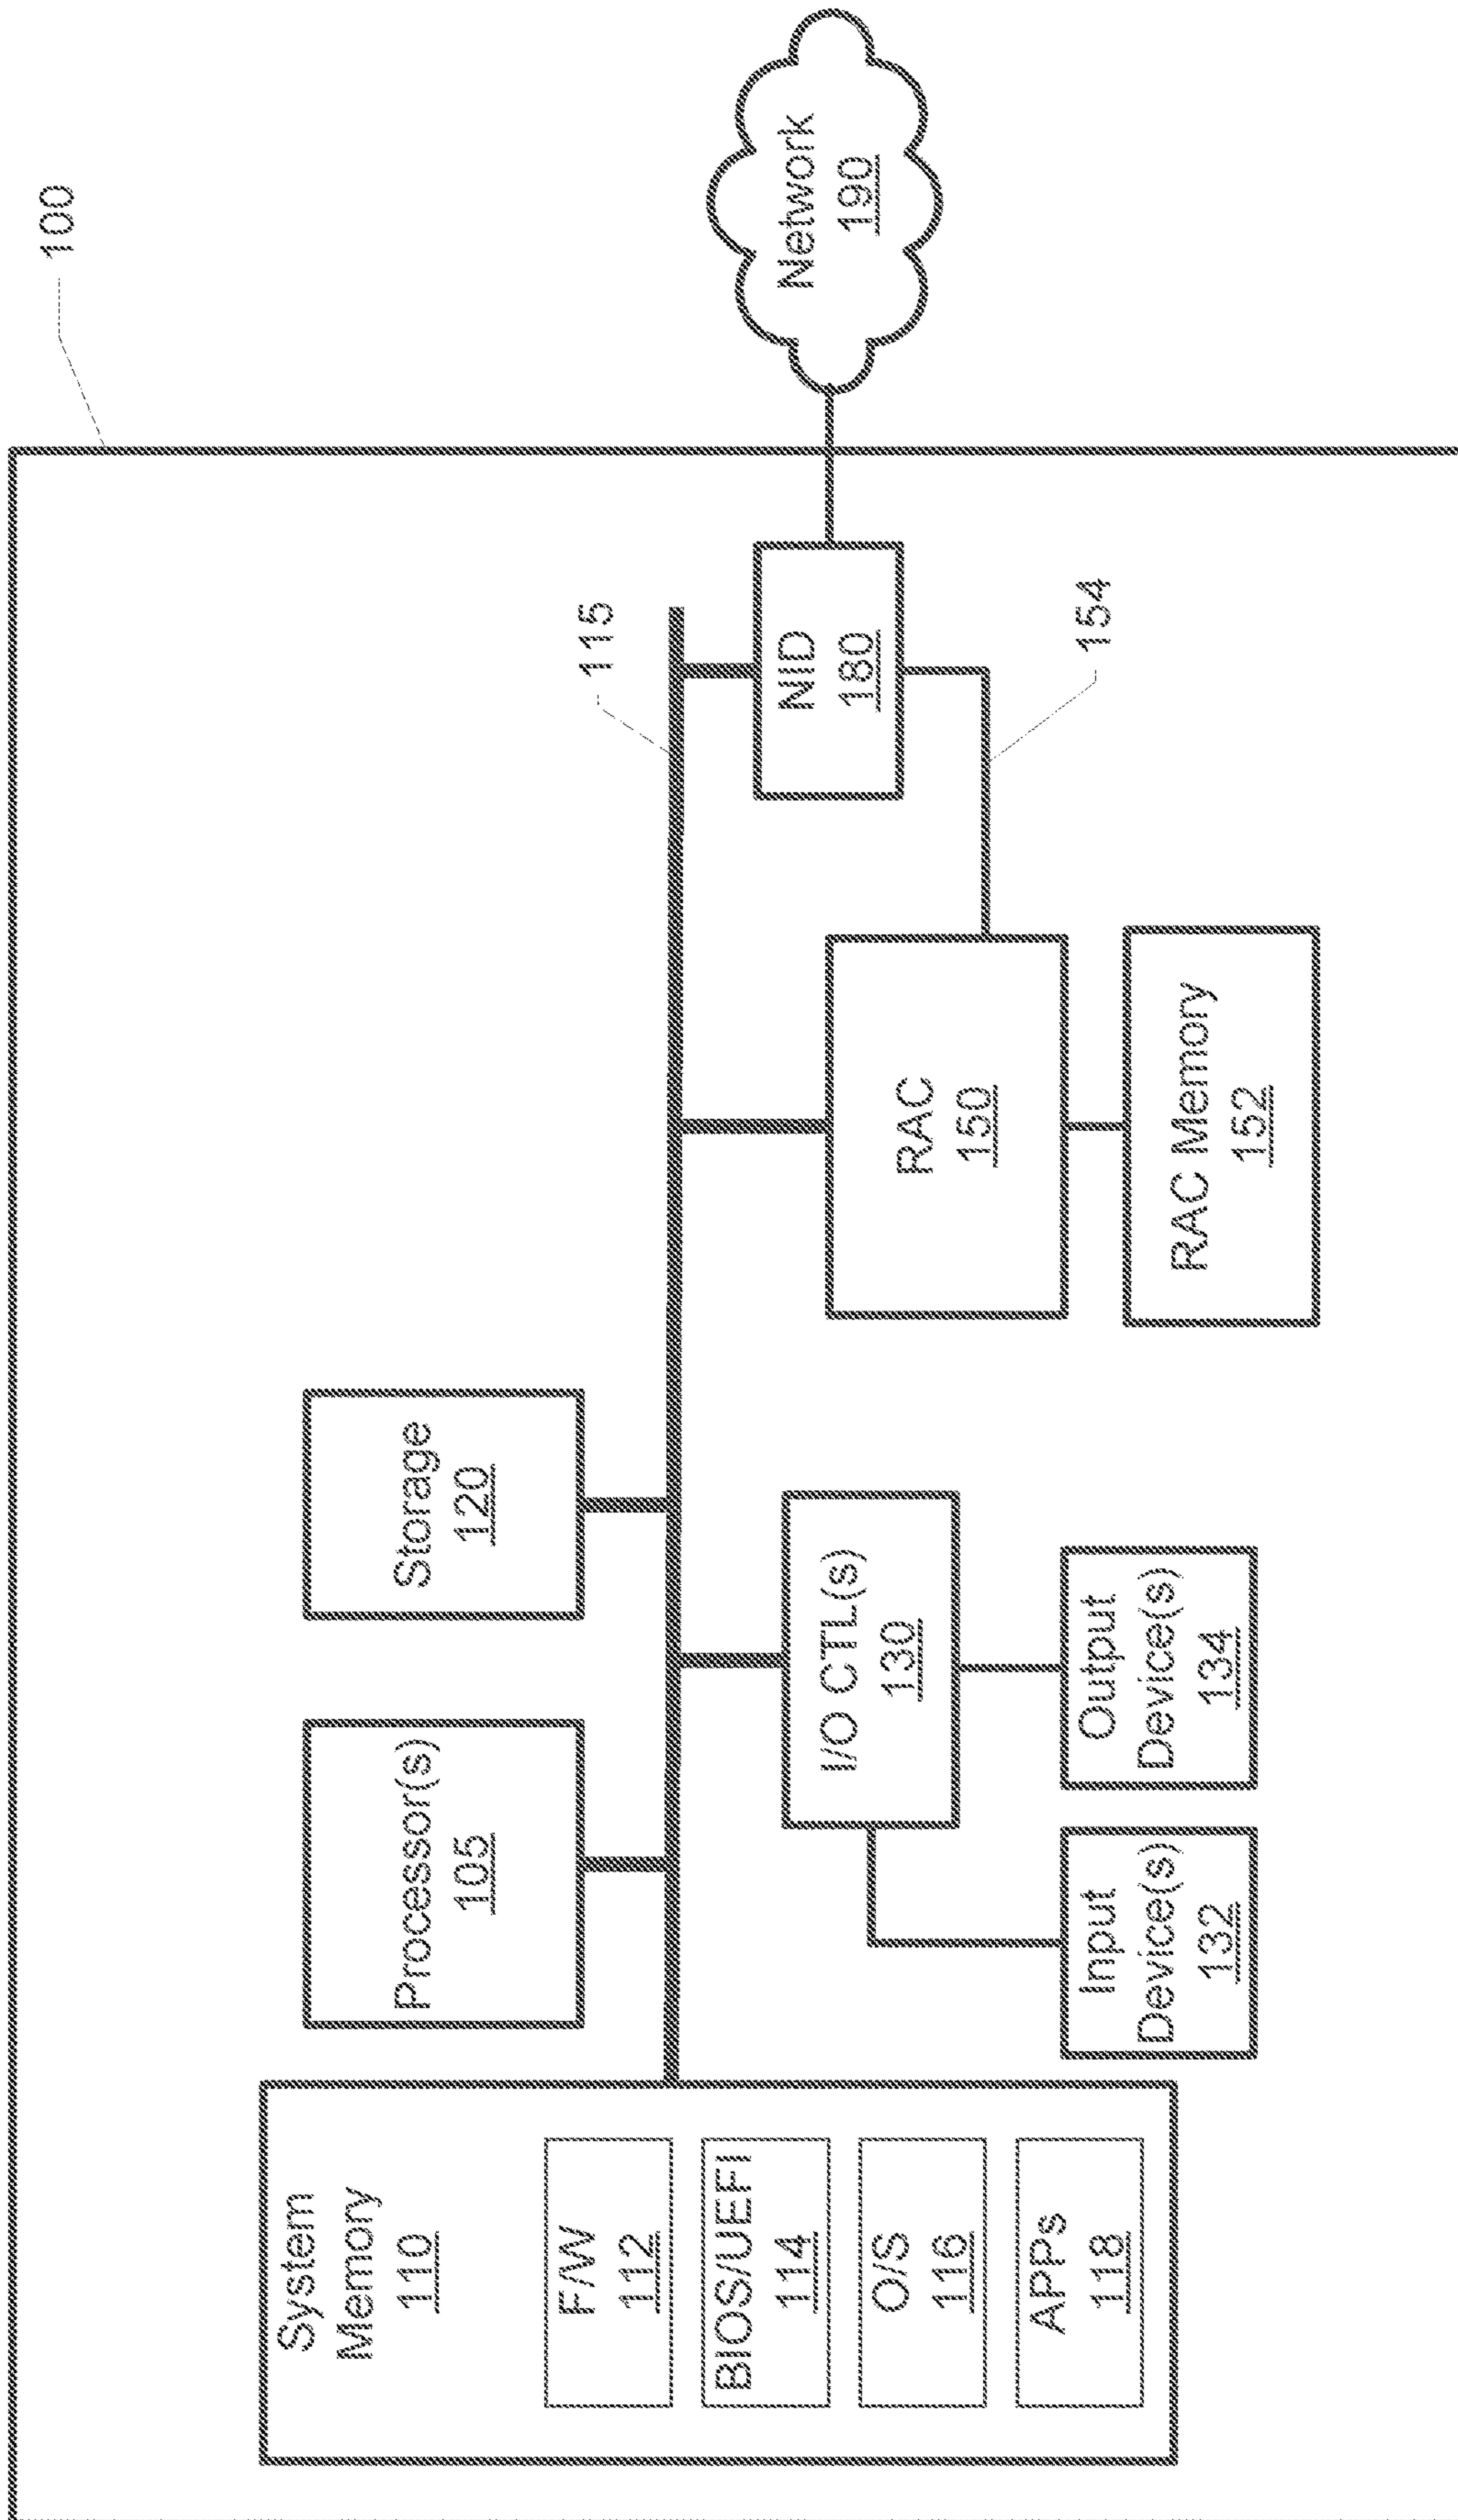 100
System
Memory
110
F/W
112
BIOS/UEFI
114
O/S
116
APPs
118
Processor(s)
105
Storage
120
115
I/O CTL(s)
130
Input
Device(s)
132
Output
Device(s)
134
RAC
150
RAC Memory
152
NID
180
154
Network
190